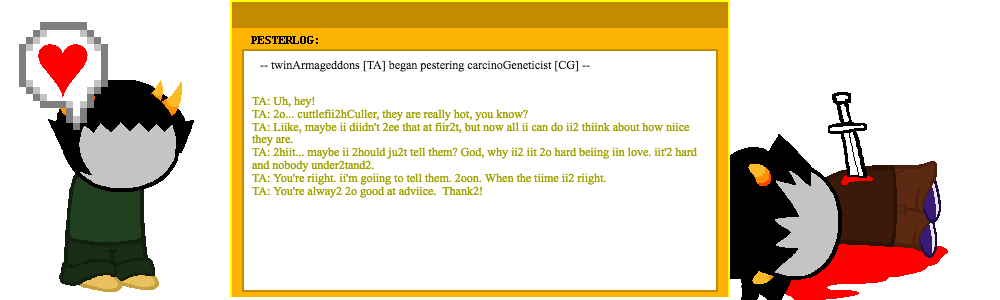 PESTERLOG:
-- twinArmageddons [TA] began pestering carcinoGeneticist [CG] --
TA: Uh, hey!
TA: 2o... cuttlefii2hCuller, they are really hot, you know?
TA: Liike, maybe ii diidn't 2ee that at fiir2t, but now all ii can do ii2 thiink about how niice
they are.
TA: 2hiit... maybe ii 2hould ju2t tell them? God, why ii2 iit 2o hard beiing iin love. iit'2 hard
and nobody under2tand2.
TA: You're riight. ii'm goiing to tell them. 2oon. When the tiime ii2 riight.
TA: You're alway2 2o good at adviice.  Thank2!